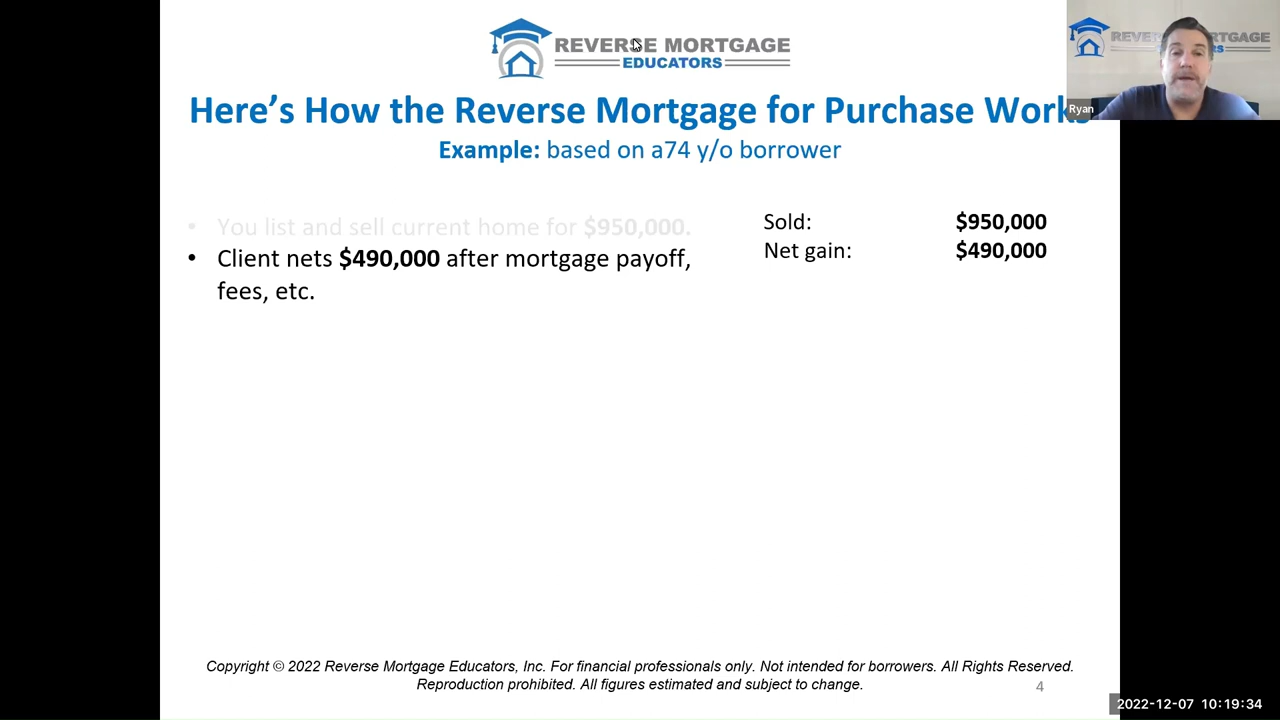 REVERSE MORTGAGE
EDUCATORS
Here's How the Reverse Mortgage for Purchase Works
Example: based on a74 y/o borrower
• You list and sell current home for $950,000.
• Client nets $490,000 after mortgage payoff,
fees, etc.
Sold: $950,000
Net gain: $490,000
Copyright © 2022 Reverse Mortgage Educators, Inc. For financial professionals only. Not intended for borrowers. All Rights Reserved.
Reproduction prohibited. All figures estimated and subject to change.
4
Ryan
2022-12-07 10:19:34